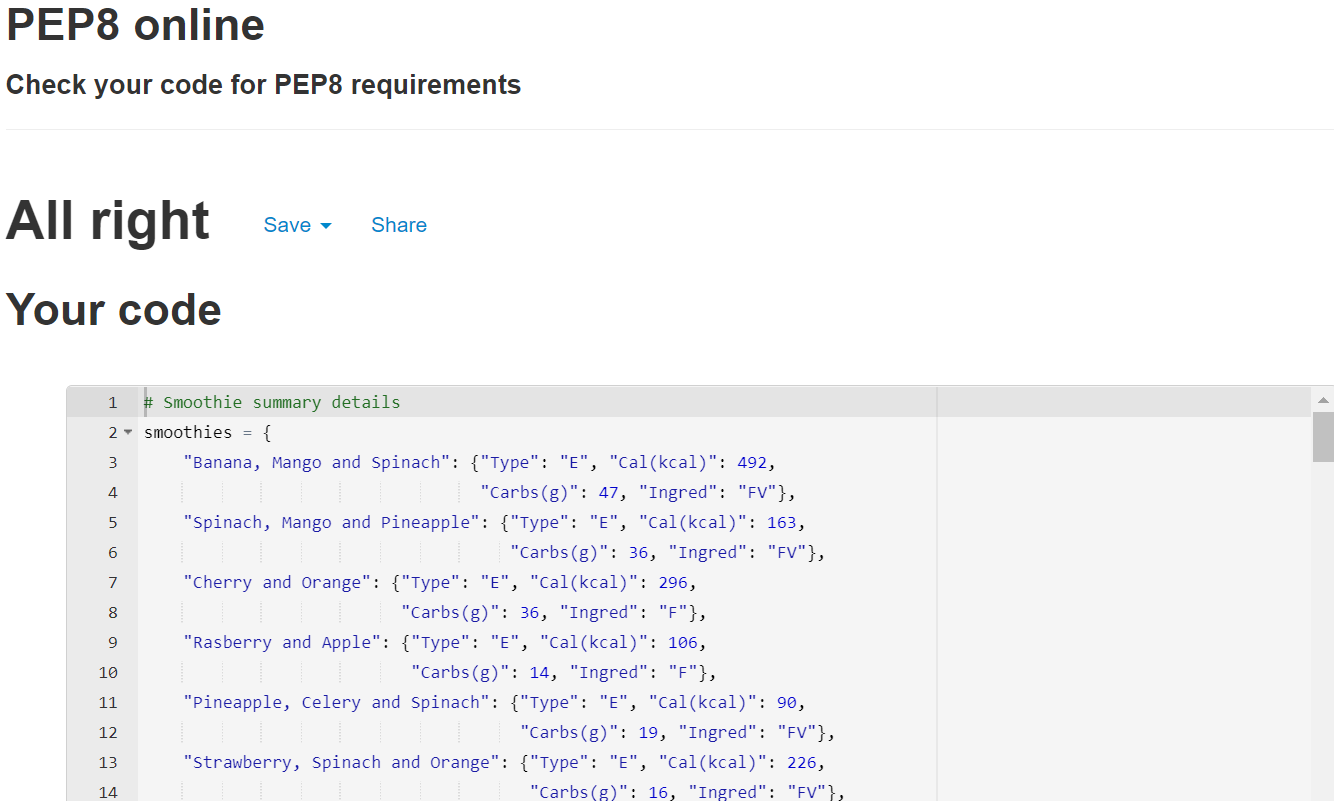 PEP8 online
Check your code for PEP8 requirements
All right Save Share
Your code
1 # Smoothie summary details
2 smoothies = {
3 "Banana, Mango and Spinach": {"Type": "E", "Cal(kcal)": 492,
4 "Carbs(g)": 47, "Ingred": "FV"},
5 "Spinach, Mango and Pineapple": {"Type": "E", "Cal(kcal)": 163,
6 "Carbs(g)": 36, "Ingred": "FV"},
7 "Cherry and Orange": {"Type": "E", "Cal(kcal)": 296,
8 "Carbs(g)": 36, "Ingred": "F"},
9 "Rasberry and Apple": {"Type": "E", "Cal(kcal)": 106,
10 "Carbs(g)": 14, "Ingred": "F"},
11 "Pineapple, Celery and Spinach": {"Type": "E", "Cal(kcal)": 90,
12 "Carbs(g)": 19, "Ingred": "FV"},
13 "Strawberry, Spinach and Orange": {"Type": "E", "Cal(kcal)": 226,
14 "Carbs(g)": 16, "Ingred": "FV"},